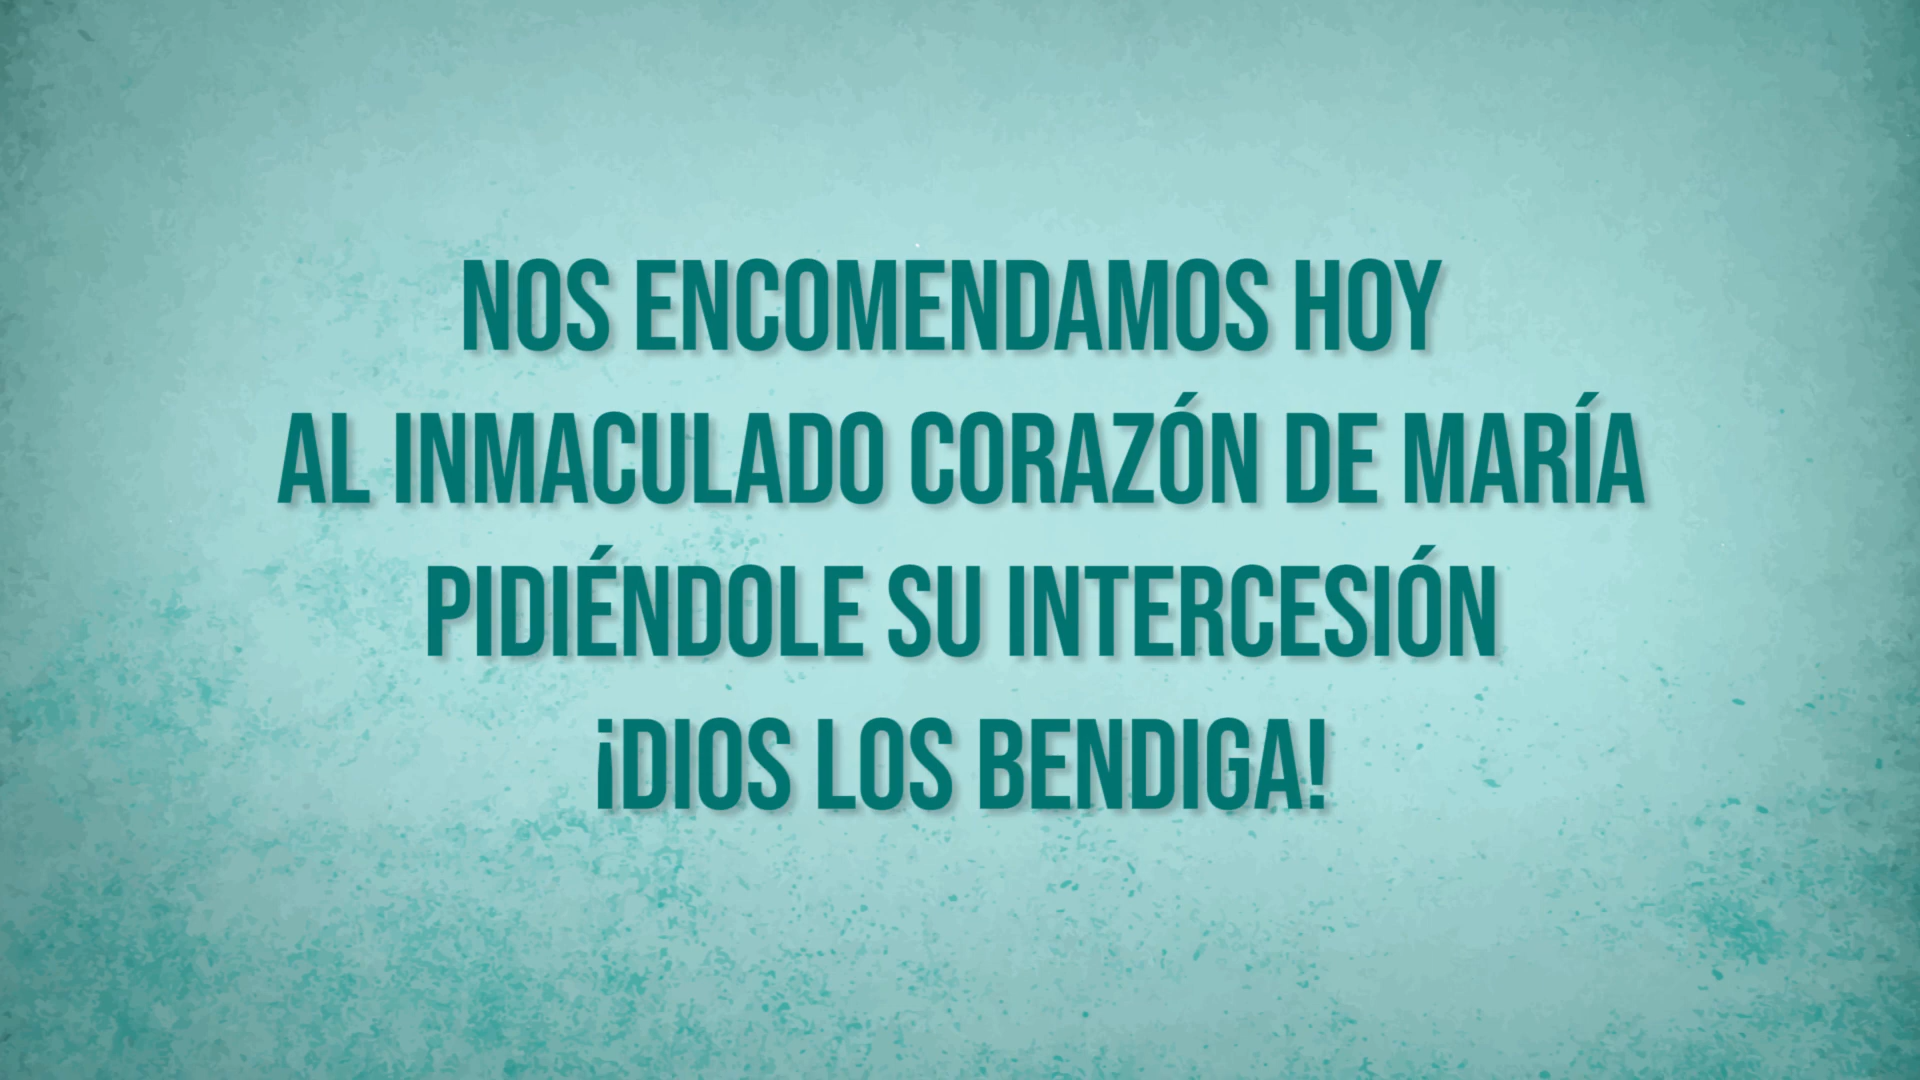 NOS ENCOMENDAMOS HOY
AL INMACULADO CORAZÓN DE MARÍA
PIDIÉNDOLE SU INTERCESIÓN
¡DIOS LOS BENDIGA!